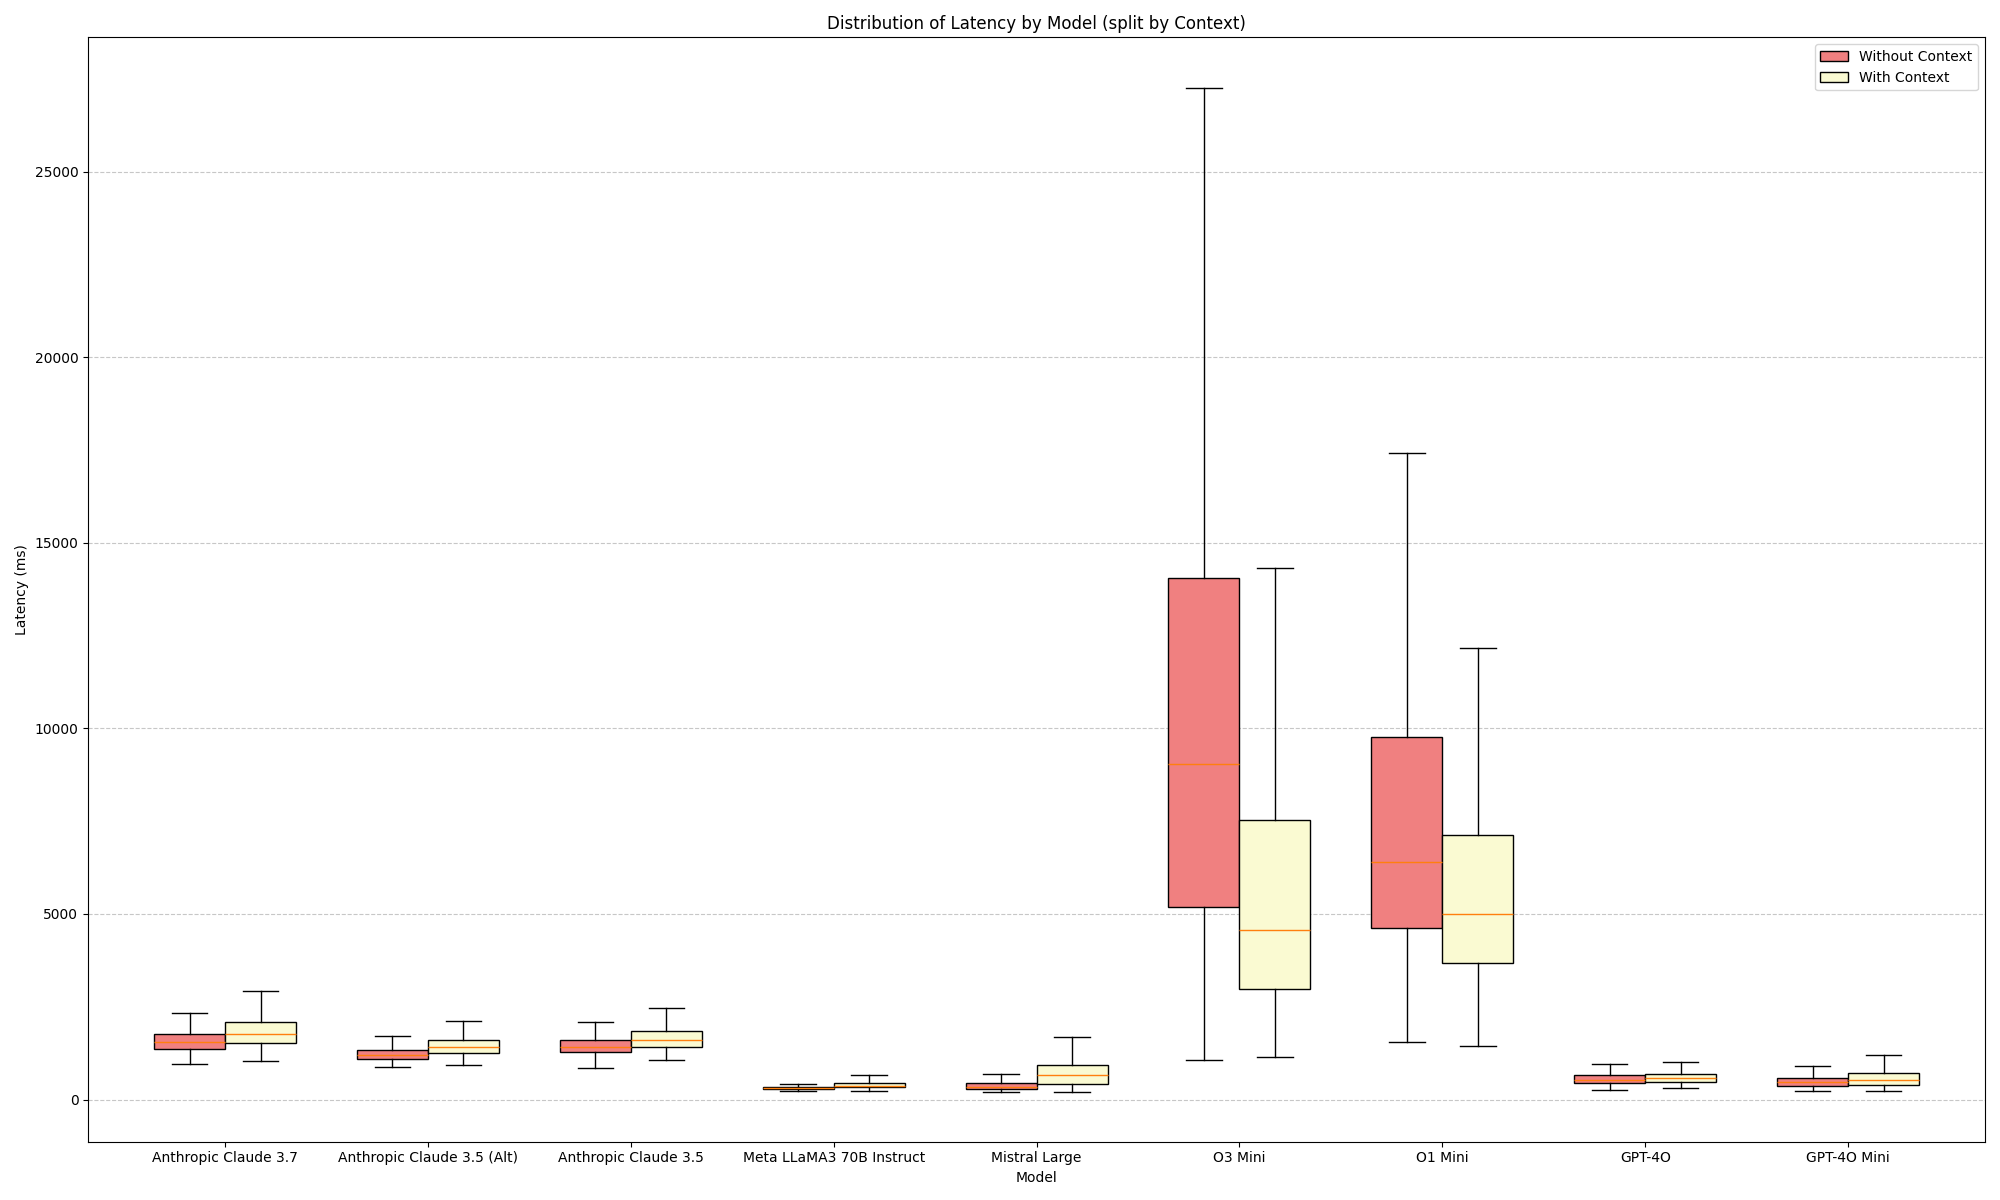 Distribution of Latency by Model (split by Context)
Without Context
With Context
Latency (ms)
25000
20000
15000
10000
5000
0
Anthropic Claude 3.7
Anthropic Claude 3.5 (Alt)
Anthropic Claude 3.5
Meta LLaMA3 70B Instruct
Mistral Large
O3 Mini
O1 Mini
GPT-4O
GPT-4O Mini
Model